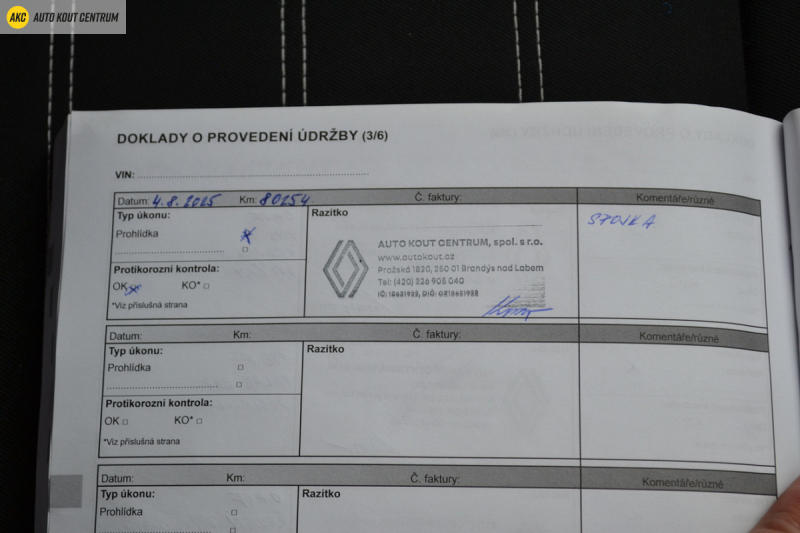 AKC AUTO KOUT CENTRUM
DOKLADY O PROVEDENÍ ÚDRŽBY (3/6)
VIN:
Datum: 4.8.2025 Km: 80254 Č. faktury: Komentáře/různé
Typ úkonu: Razítko STOJKA
Prohlídka
AUTO KOUT CENTRUM, spol. s r.o.
www.autokout.cz
Pražská 1820, 250 01 Brandýs nad Labem
Tel: (420) 326 905 040
Protikorozní kontrola:
OK KO*
*Viz příslušná strana
Datum: Km: Č. faktury: Komentáře/různé
Typ úkonu: Razítko
Prohlídka
Protikorozní kontrola:
OK KO*
*Viz příslušná strana
Datum: Km: Č. faktury: Komentáře/různé
Typ úkonu: Razítko
Prohlídka